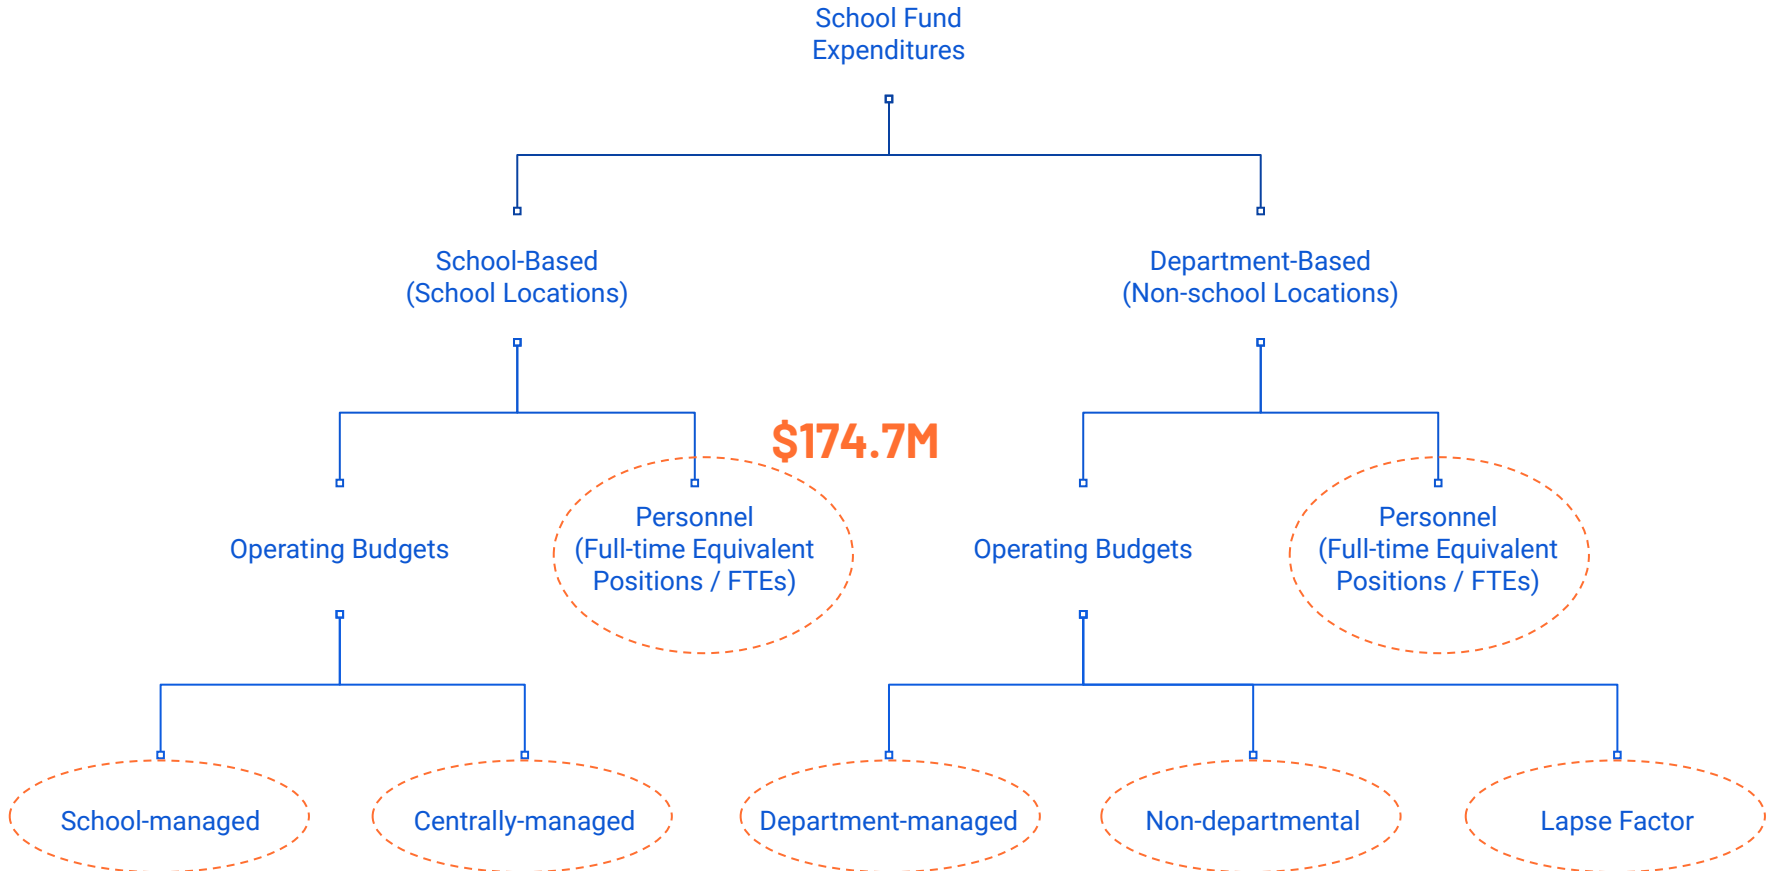 School Fund
Expenditures
School-Based
(School Locations)
Department-Based
(Non-school Locations)
$174.7M
Operating Budgets
Personnel
(Full-time Equivalent
Positions / FTEs)
Operating Budgets
Personnel
(Full-time Equivalent
Positions / FTEs)
School-managed
Centrally-managed
Department-managed
Non-departmental
Lapse Factor